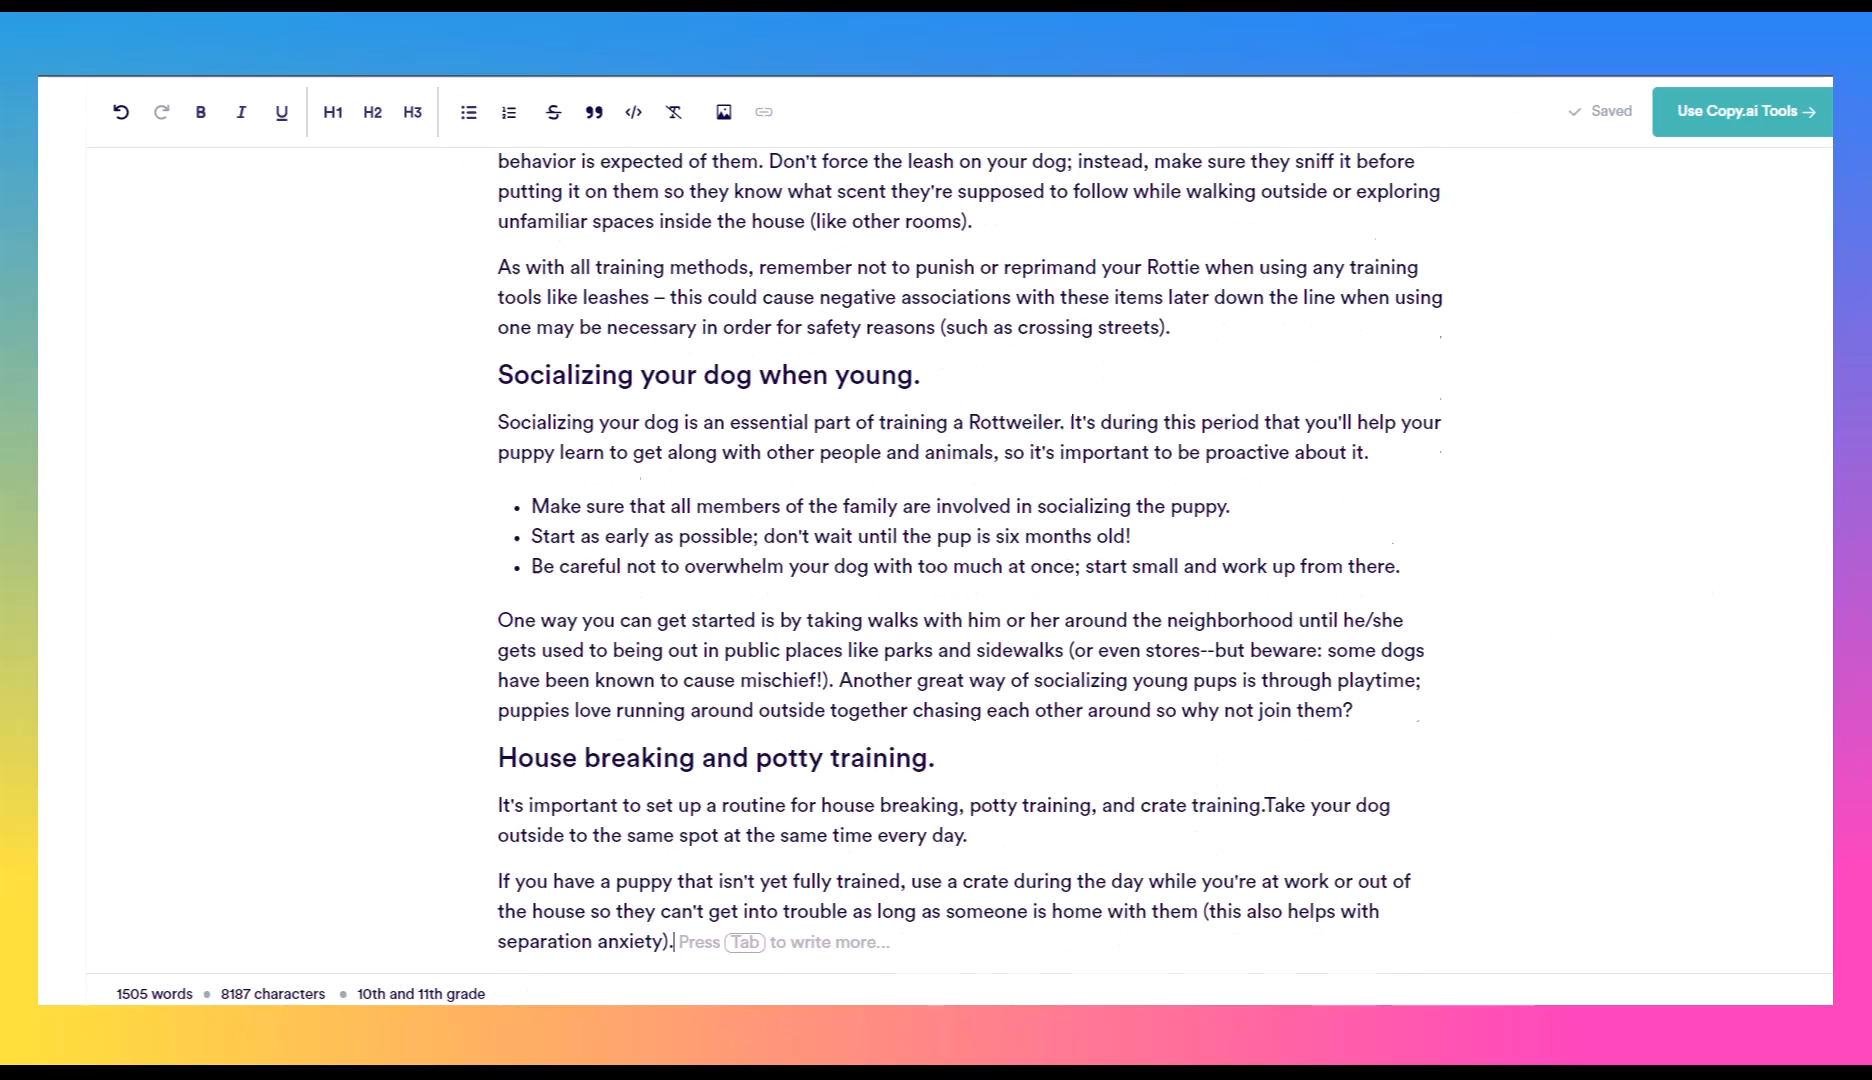 B I U H1 H2 H3
Saved
Use Copy.ai Tools →
behavior is expected of them. Don't force the leash on your dog; instead, make sure they sniff it before
putting it on them so they know what scent they're supposed to follow while walking outside or exploring
unfamiliar spaces inside the house (like other rooms).
As with all training methods, remember not to punish or reprimand your Rottie when using any training
tools like leashes – this could cause negative associations with these items later down the line when using
one may be necessary in order for safety reasons (such as crossing streets).
Socializing your dog when young.
Socializing your dog is an essential part of training a Rottweiler. It's during this period that you'll help your
puppy learn to get along with other people and animals, so it's important to be proactive about it.
• Make sure that all members of the family are involved in socializing the puppy.
• Start as early as possible; don't wait until the pup is six months old!
• Be careful not to overwhelm your dog with too much at once; start small and work up from there.
One way you can get started is by taking walks with him or her around the neighborhood until he/she
gets used to being out in public places like parks and sidewalks (or even stores--but beware: some dogs
have been known to cause mischief!). Another great way of socializing young pups is through playtime;
puppies love running around outside together chasing each other around so why not join them?
House breaking and potty training.
It's important to set up a routine for house breaking, potty training, and crate training.Take your dog
outside to the same spot at the same time every day.
If you have a puppy that isn't yet fully trained, use a crate during the day while you're at work or out of
the house so they can't get into trouble as long as someone is home with them (this also helps with
separation anxiety). Press Tab to write more...
1505 words • 8187 characters • 10th and 11th grade